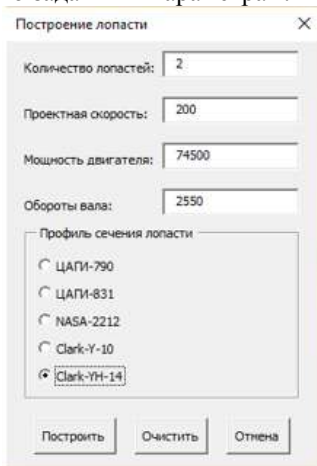 Построение лопасти
Количество лопастей: 2
Проектная скорость: 200
Мощность двигателя: 74500
Обороты вала: 2550
Профиль сечения лопасти
ЦАГИ-790
ЦАГИ-831
NASA-2212
Clark-Y-10
Clark-YH-14
Построить Очистить Отмена